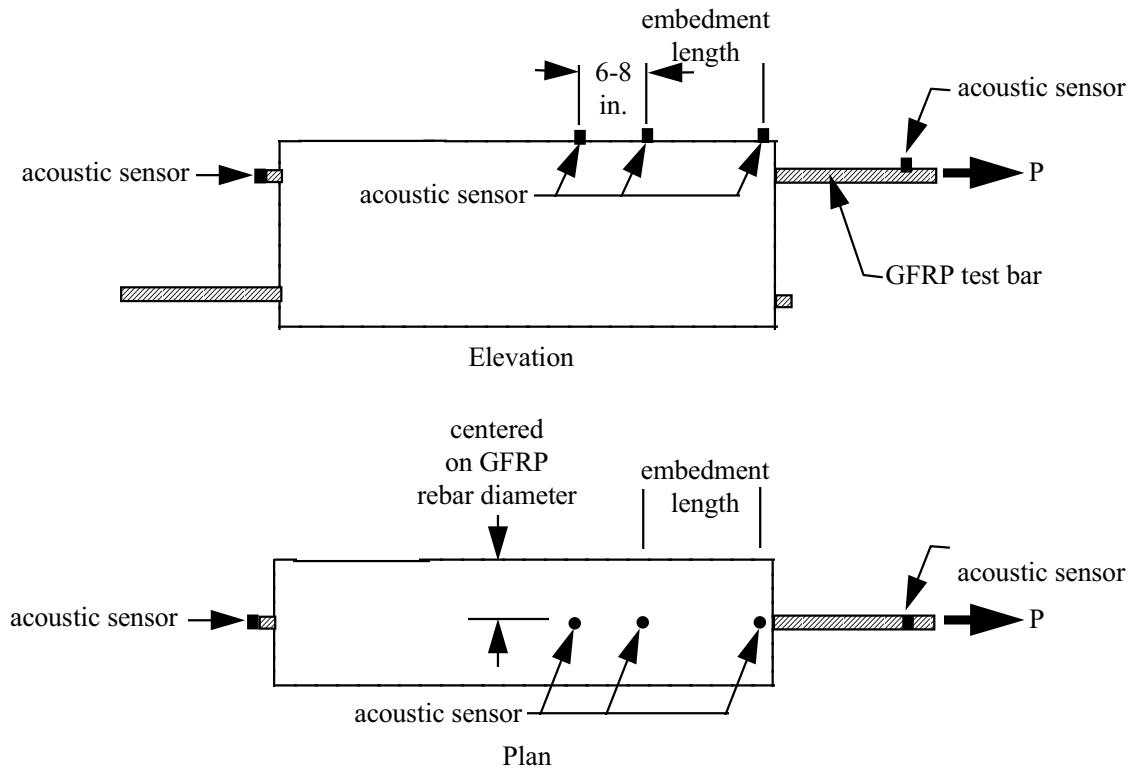 embedment
length
6-8
in.
acoustic sensor
acoustic sensor
acoustic sensor
P
GFRP test bar
Elevation
centered
on GFRP
rebar diameter
embedment
length
acoustic sensor
acoustic sensor
P
acoustic sensor
Plan